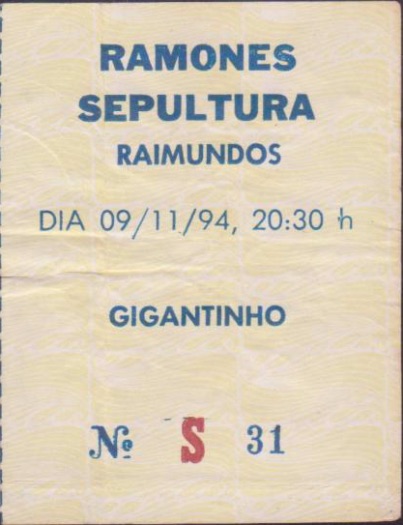 RAMONES
SEPULTURA
RAIMUNDOS
DIA 09/11/94, 20:30 h
GIGANTINHO
Nº S 31